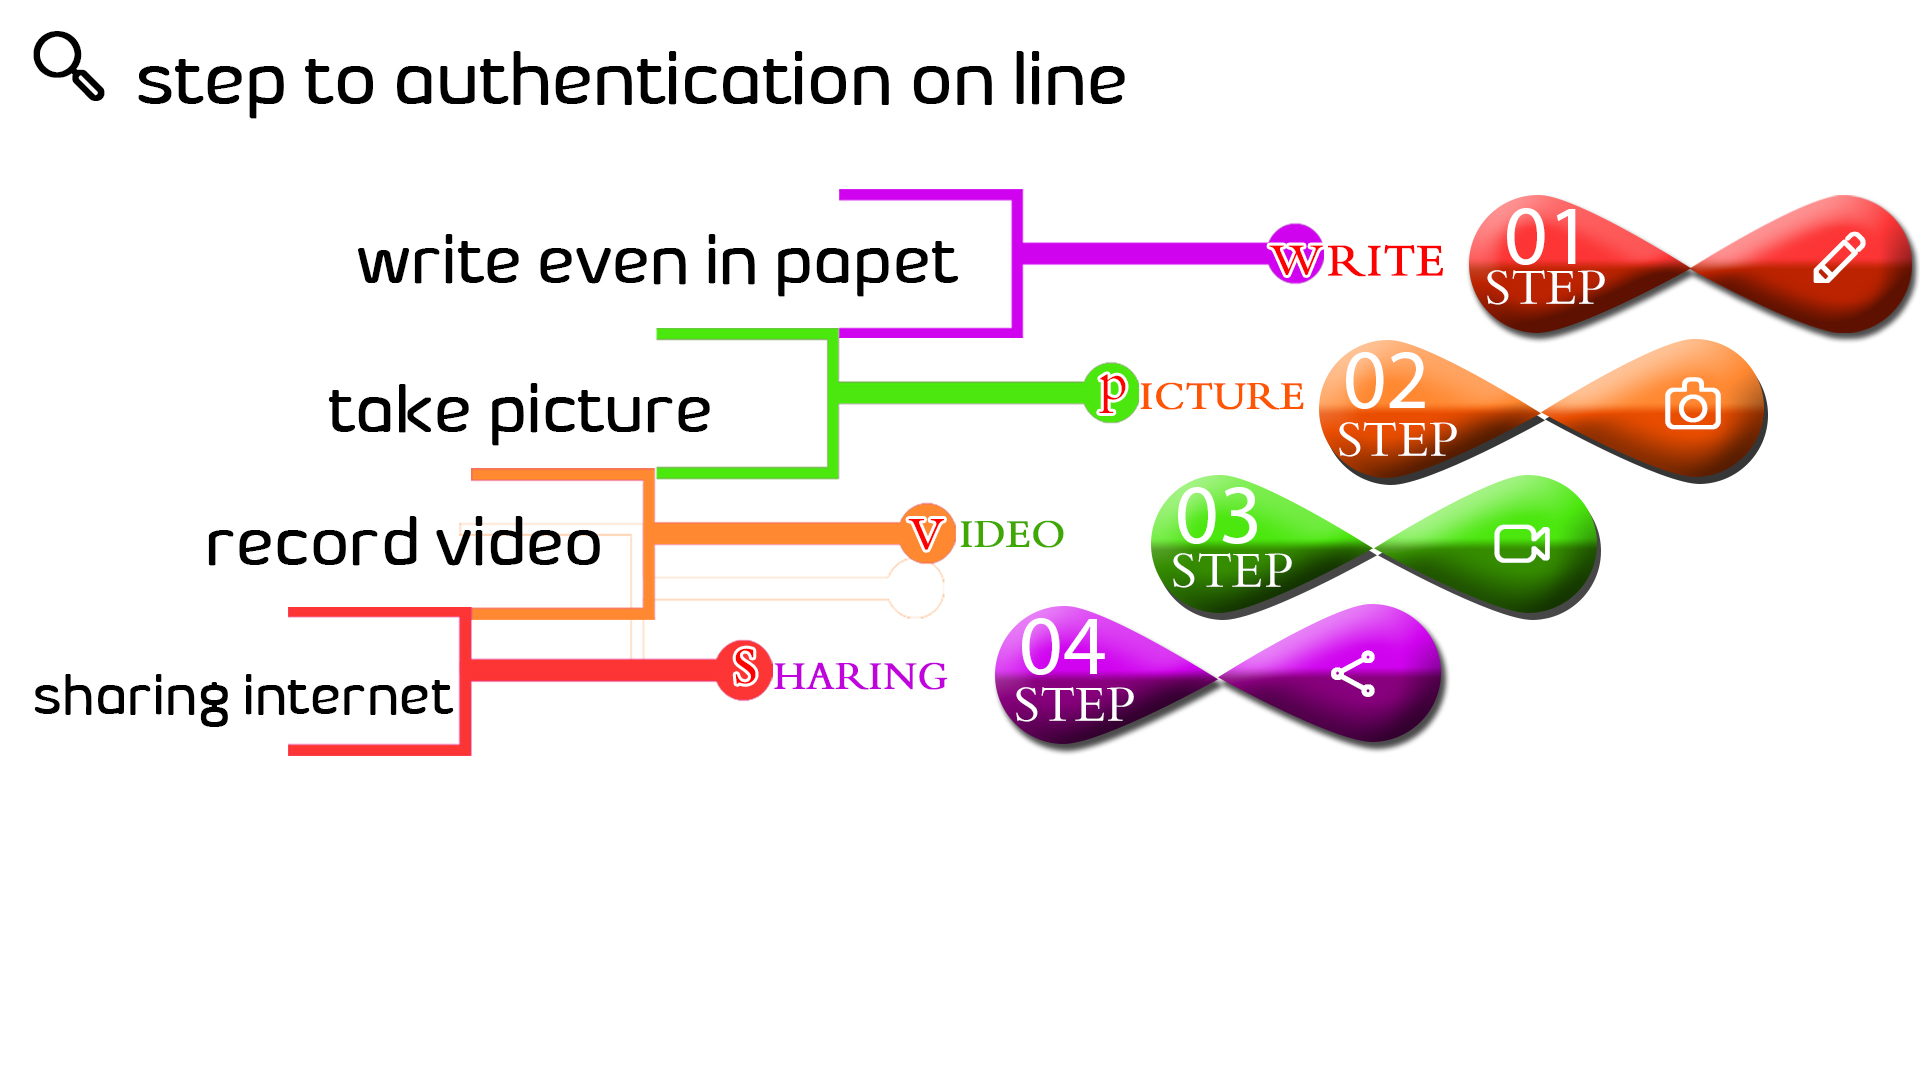 step to authentication on line
write even in papet
WRITE
01
STEP
take picture
pICTURE
02
STEP
record video
VIDEO
03
STEP
sharing internet
SHARING
04
STEP